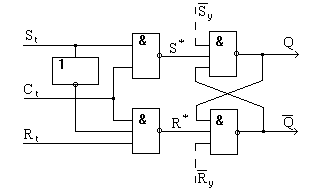 S̅y
St & S* & Q
1
Ct
& R* & Q̅
Rt
R̅y